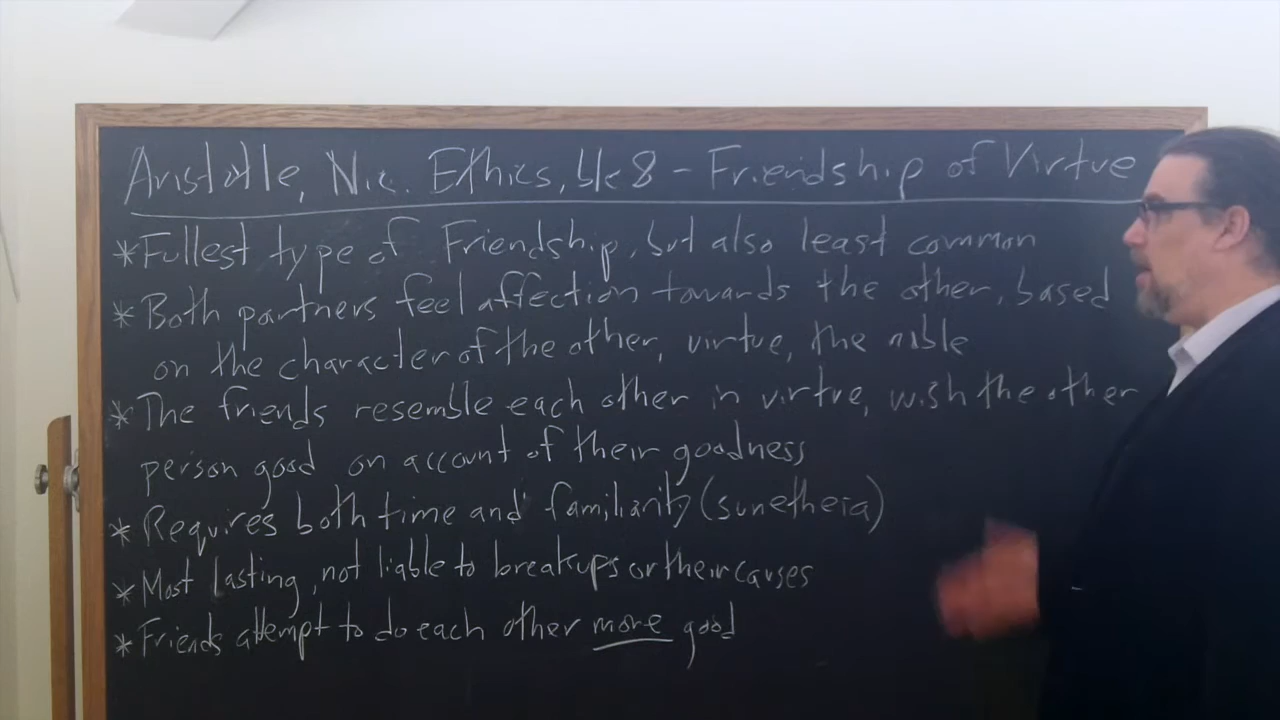 Aristotle, Nic. Ethics, bk 8 - Friendship of Virtue
* Fullest type of Friendship, but also least common
* Both partners feel affection towards the other, based
on the character of the other, virtue, the noble
* The friends resemble each other in virtue, wish the other
person good on account of their goodness
* Requires both time and familiarity (sunetheia)
* Most lasting, not liable to breakups or their causes
* Friends attempt to do each other more good